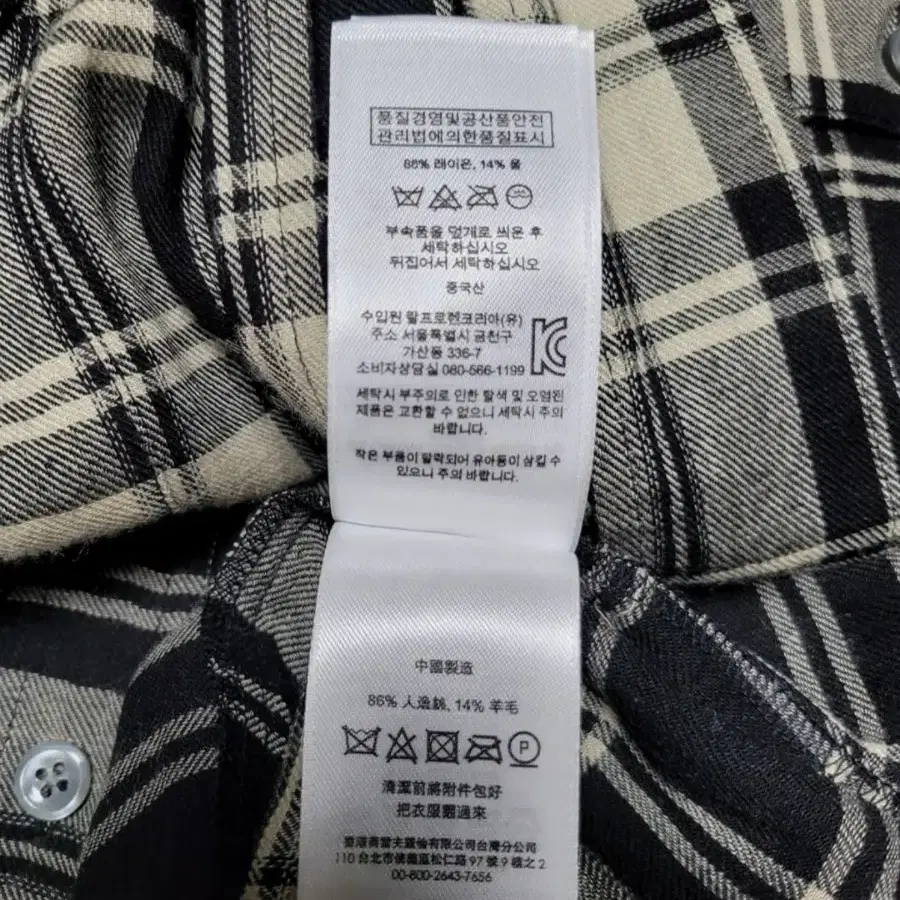 품질경영및공산품안전
관리법에의한품질표시
86% 레이온, 14% 울
부속품을 덮개로 씌운 후
세탁하십시오
뒤집어서 세탁하십시오
중국산
수입원 랄프로렌코리아(유)
주소 서울특별시 금천구
가산동 336-7
소비자상담실 080-566-1199
세탁시 부주의로 인한 탈색 및 오염된
제품은 교환할 수 없으니 세탁시 주의
바랍니다.
작은 부품이 탈락되어 유아동이 삼킬 수
있으니 주의 바랍니다.
中國製造
86% 人造絲, 14% 羊毛
P
清潔前將附件包好
把衣服翻過來
香港商雷夫羅倫有限公司台灣分公司
110 台北市信義區松仁路 97 號 9 樓之 2
00-800-2643-7656